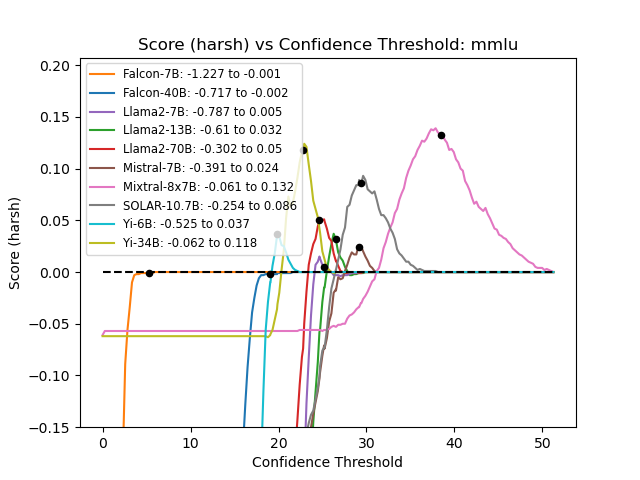 Score (harsh) vs Confidence Threshold: mmlu
Score (harsh)
0.20
0.15
0.10
0.05
0.00
−0.05
−0.10
−0.15
Falcon-7B: -1.227 to -0.001
Falcon-40B: -0.717 to -0.002
Llama2-7B: -0.787 to 0.005
Llama2-13B: -0.61 to 0.032
Llama2-70B: -0.302 to 0.05
Mistral-7B: -0.391 to 0.024
Mixtral-8x7B: -0.061 to 0.132
SOLAR-10.7B: -0.254 to 0.086
Yi-6B: -0.525 to 0.037
Yi-34B: -0.062 to 0.118
0 10 20 30 40 50
Confidence Threshold